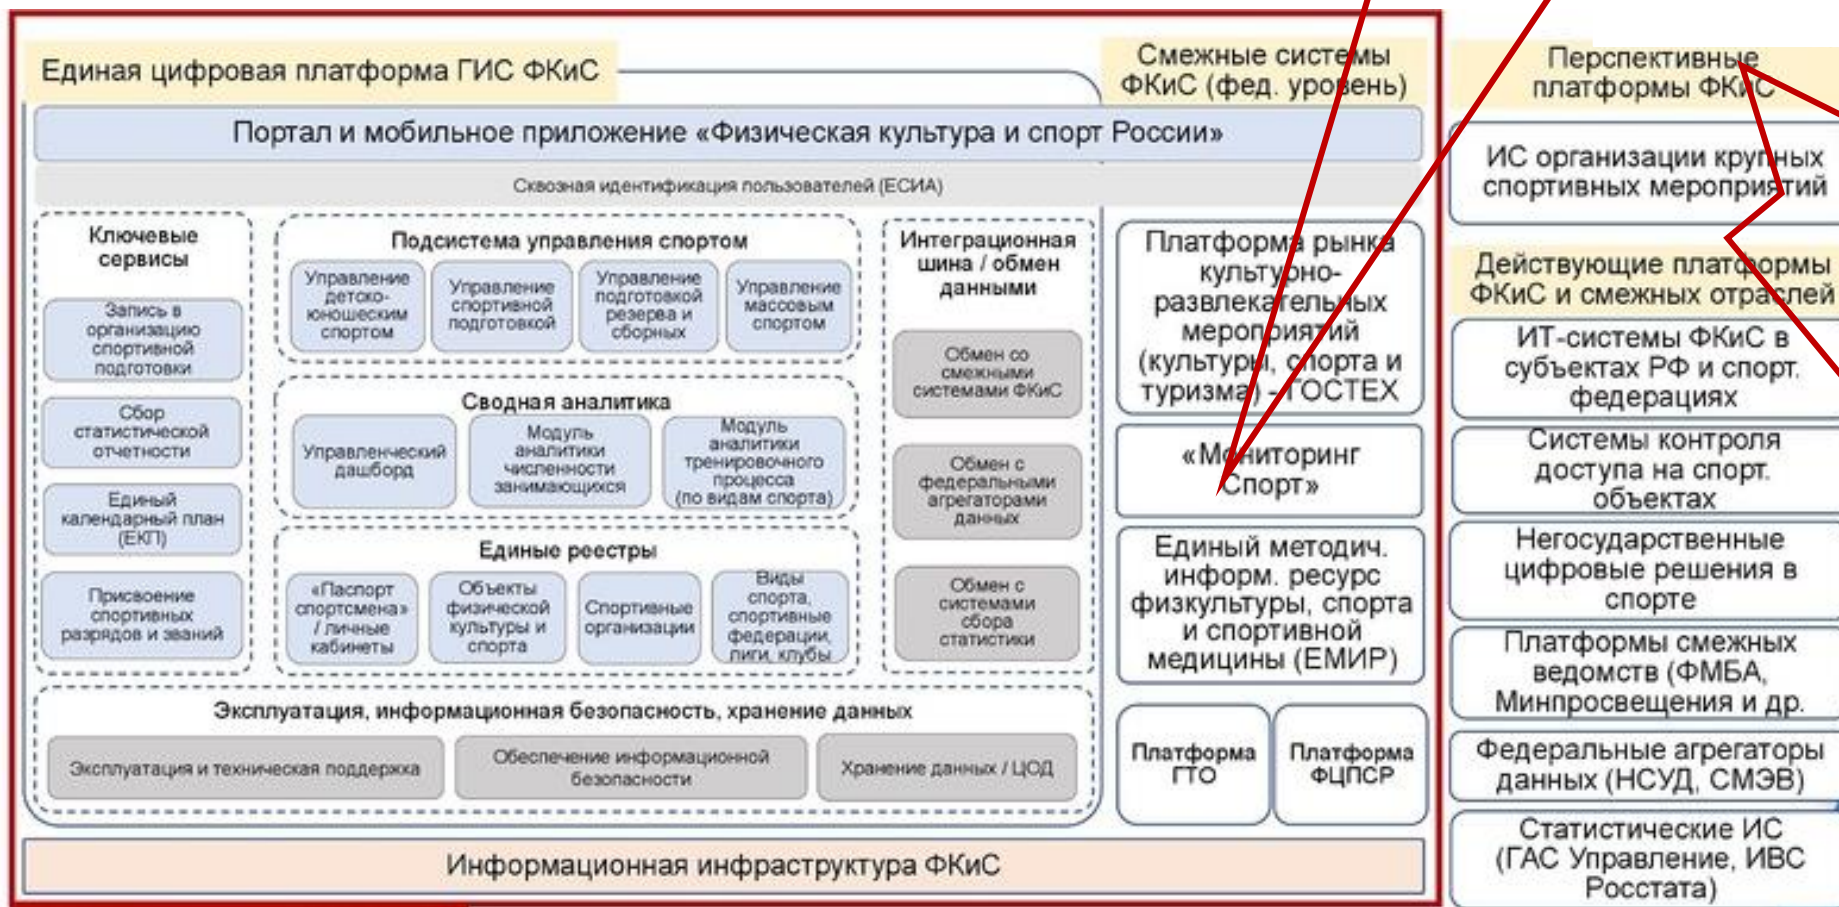 Единая цифровая платформа ГИС ФКиС
Смежные системы
ФКиС (фед. уровень)
Портал и мобильное приложение «Физическая культура и спорт России»
Сквозная идентификация пользователей (ЕСИА)
Ключевые
сервисы
Запись в
организацию
спортивной
подготовки
Сбор
статистической
отчетности
Единый
календарный план
(ЕКП)
Присвоение
спортивных
разрядов и званий
Подсистема управления спортом
Управление
детско-
юношеским
спортом
Управление
спортивной
подготовкой
Управление
подготовкой
резерва и
сборных
Управление
массовым
спортом
Сводная аналитика
Управленческий
дашборд
Модуль
аналитики
численности
занимающихся
Модуль
аналитики
тренировочного
процесса
(по видам спорта)
Единые реестры
«Паспорт
спортсмена»
/ личные
кабинеты
Объекты
физической
культуры и
спорта
Спортивные
организации
Виды
спорта,
спортивные
федерации,
лиги, клубы
Интеграционная
шина / обмен
данными
Обмен со
смежными
системами ФКиС
Обмен с
федеральными
агрегаторами
данных
Обмен с
системами
сбора
статистики
Эксплуатация, информационная безопасность, хранение данных
Эксплуатация и техническая поддержка
Обеспечение информационной
безопасности
Хранение данных / ЦОД
Платформа рынка
культурно-
развлекательных
мероприятий
(культуры, спорта и
туризма) - ГОСТЕХ
«Мониторинг
Спорт»
Единый методич.
информ. ресурс
физкультуры, спорта
и спортивной
медицины (ЕМИР)
Платформа
ГТО
Платформа
ФЦПСР
Информационная инфраструктура ФКиС
Перспективные
платформы ФКиС
ИС организации крупных
спортивных мероприятий
Действующие платформы
ФКиС и смежных отраслей
ИТ-системы ФКиС в
субъектах РФ и спорт.
федерациях
Системы контроля
доступа на спорт.
объектах
Негосударственные
цифровые решения в
спорте
Платформы смежных
ведомств (ФМБА,
Минпросвещения и др.
Федеральные агрегаторы
данных (НСУД, СМЭВ)
Статистические ИС
(ГАС Управление, ИВС
Росстата)